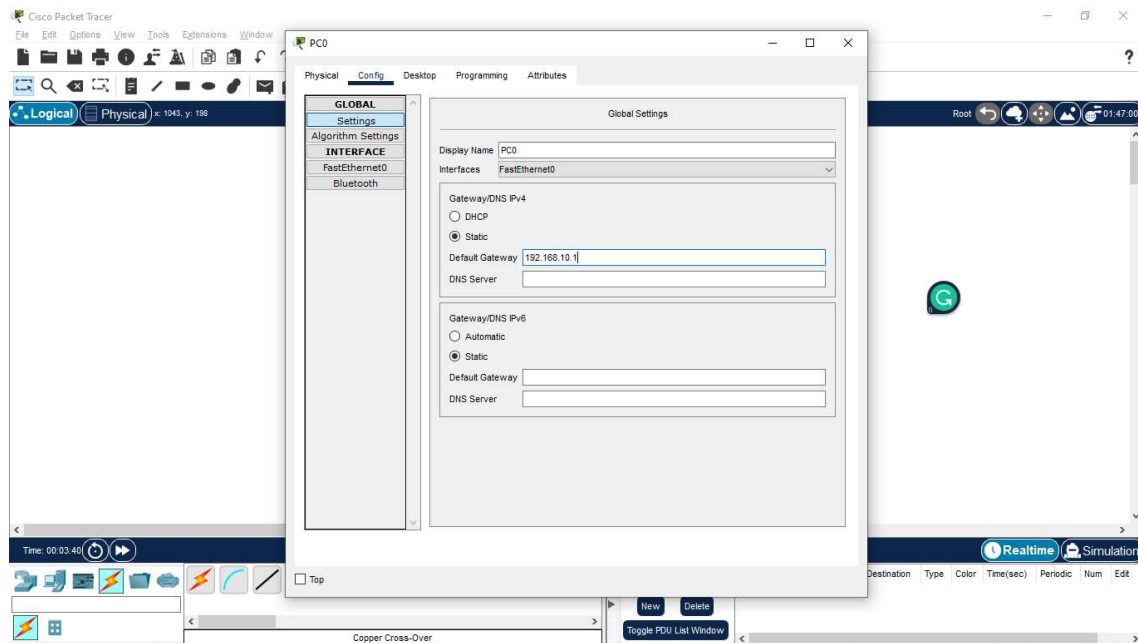 Cisco Packet Tracer
File Edit Options View Tools Extensions Window
?
Logical Physical x: 1043, y: 198
Root 01:47:00
PC0
Physical Config Desktop Programming Attributes
GLOBAL
Settings
Algorithm Settings
INTERFACE
FastEthernet0
Bluetooth
Global Settings
Display Name PC0
Interfaces FastEthernet0
Gateway/DNS IPv4
DHCP
Static
Default Gateway 192.168.10.1
DNS Server
Gateway/DNS IPv6
Automatic
Static
Default Gateway
DNS Server
Top
G
Time: 00:03:40
Realtime Simulation
Destination Type Color Time(sec) Periodic Num Edit
New Delete
Toggle PDU List Window
Copper Cross-Over